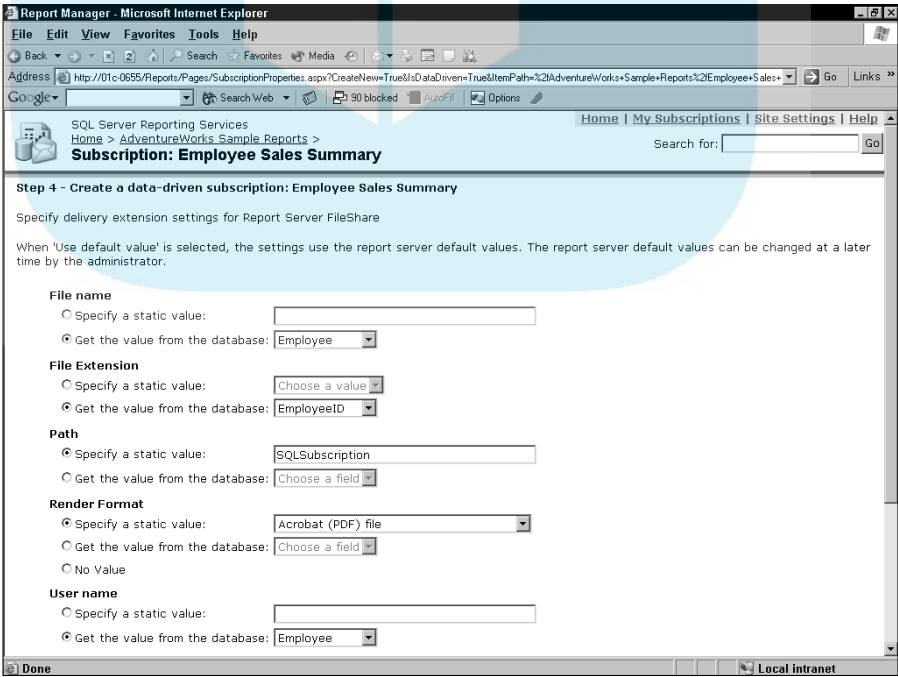 Report Manager - Microsoft Internet Explorer
File Edit View Favorites Tools Help
Back Search Favorites Media
Address http://01c-0655/Reports/Pages/SubscriptionProperties.aspx?CreateNew=True&IsDataDriven=True&ItemPath=%2fAdventureWorks+Sample+Reports%2fEmployee+Sales+ Go Links »
Google Search Web 90 blocked AutoFill Options
Home | My Subscriptions | Site Settings | Help
SQL Server Reporting Services
Home > AdventureWorks Sample Reports >
Subscription: Employee Sales Summary
Search for: Go
Step 4 - Create a data-driven subscription: Employee Sales Summary
Specify delivery extension settings for Report Server FileShare
When 'Use default value' is selected, the settings use the report server default values. The report server default values can be changed at a later
time by the administrator.
File name
Specify a static value:
Get the value from the database: Employee
File Extension
Specify a static value: Choose a value
Get the value from the database: EmployeeID
Path
Specify a static value: SQLSubscription
Get the value from the database: Choose a field
Render Format
Specify a static value: Acrobat (PDF) file
Get the value from the database: Choose a field
No Value
User name
Specify a static value:
Get the value from the database: Employee
Done Local intranet